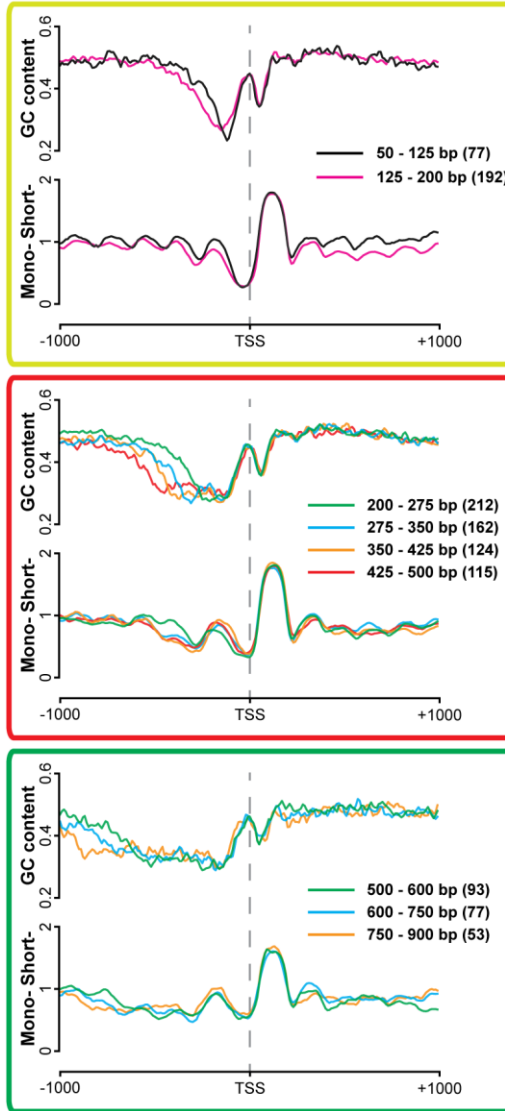 0.6
0.4
0.2
GC content
50 - 125 bp (77)
125 - 200 bp (192)
2
1
0
Mono- Short-
-1000
TSS
+1000
0.6
0.4
0.2
GC content
200 - 275 bp (212)
275 - 350 bp (162)
350 - 425 bp (124)
425 - 500 bp (115)
2
1
0
Mono- Short-
-1000
TSS
+1000
0.6
0.4
0.2
GC content
500 - 600 bp (93)
600 - 750 bp (77)
750 - 900 bp (53)
2
1
0
Mono- Short-
-1000
TSS
+1000